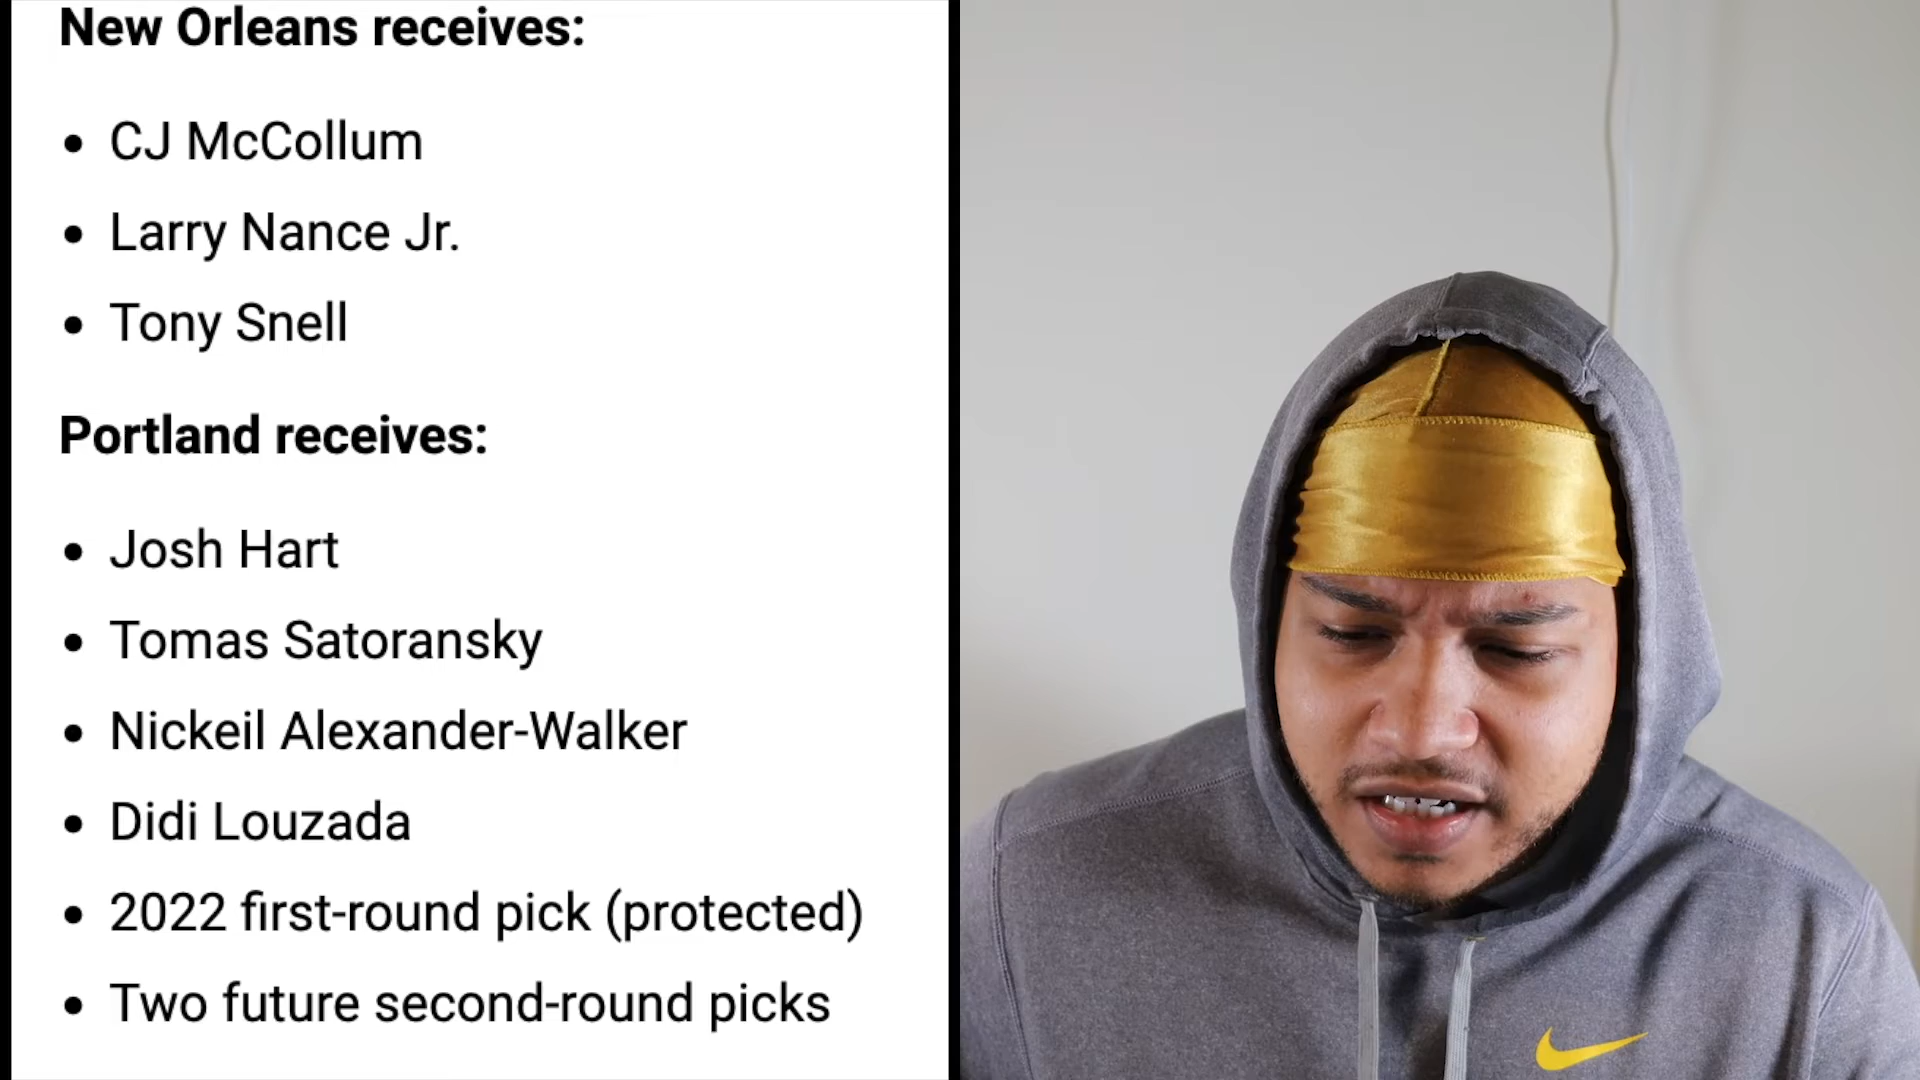 New Orleans receives:
• CJ McCollum
• Larry Nance Jr.
• Tony Snell
Portland receives:
• Josh Hart
• Tomas Satoransky
• Nickeil Alexander-Walker
• Didi Louzada
• 2022 first-round pick (protected)
• Two future second-round picks